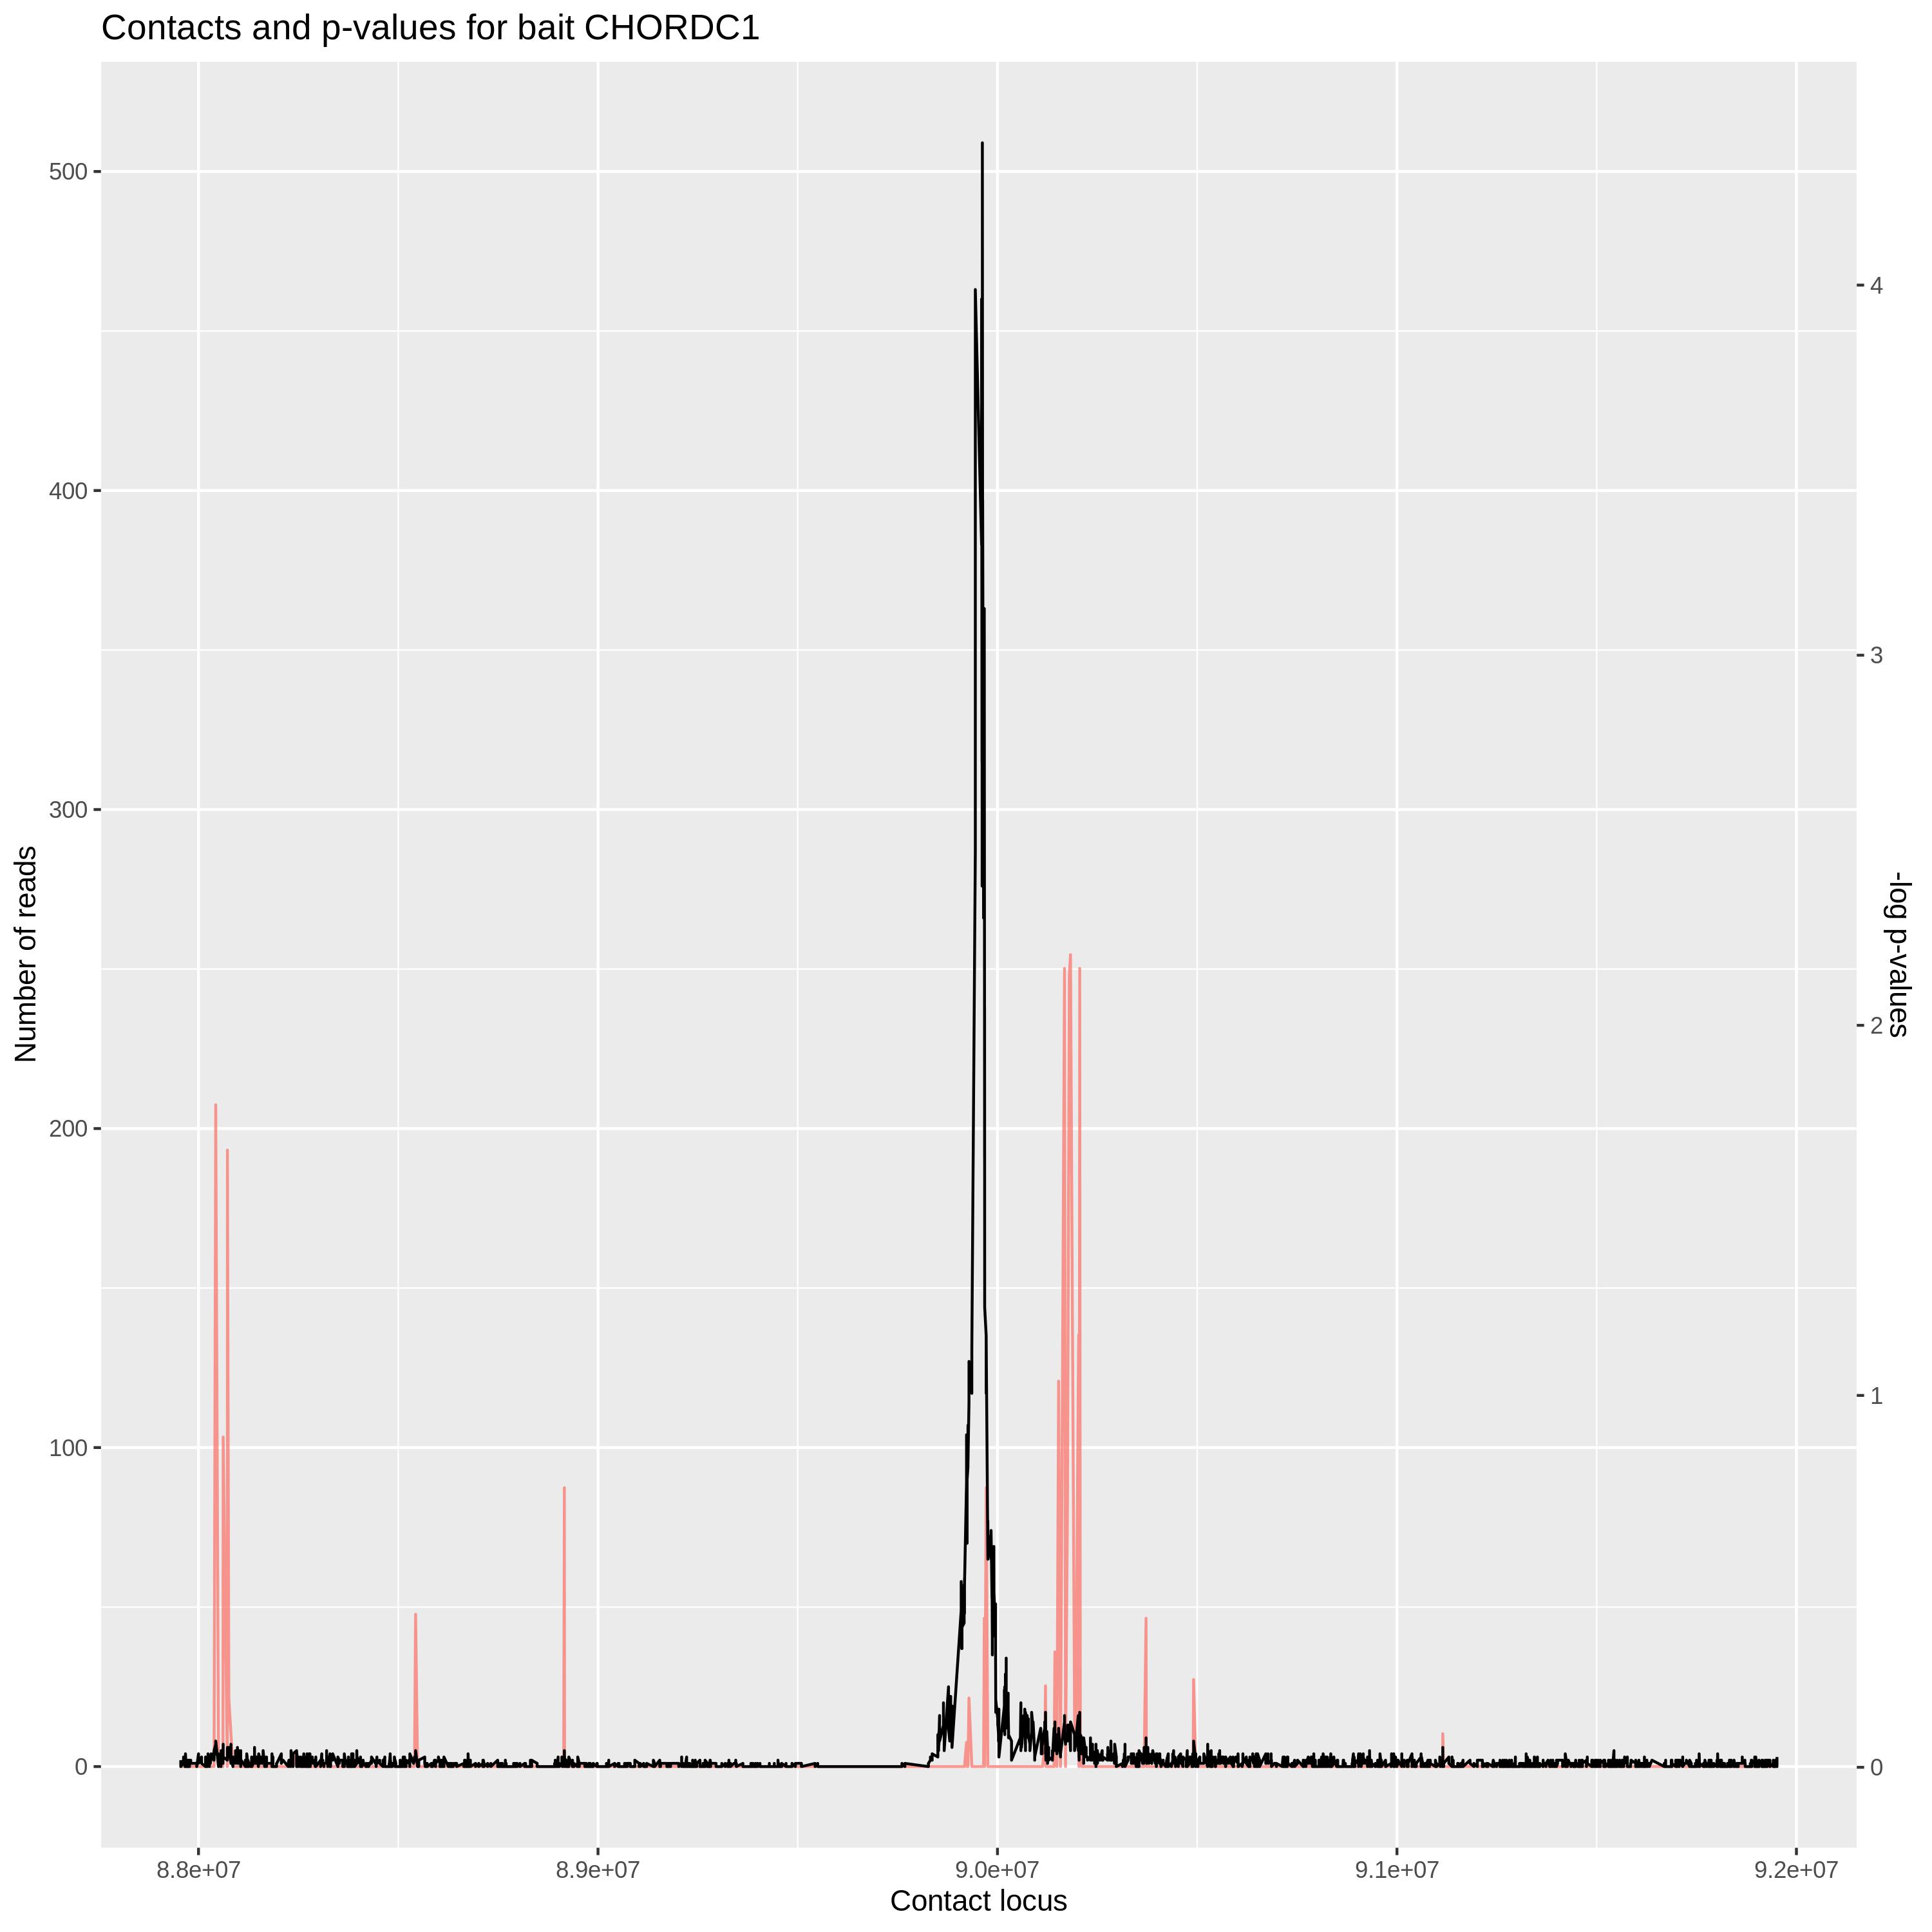 Contacts and p-values for bait CHORDC1
500
400
300
200
100
0
Number of reads
4
3
2
1
0
-log p-values
8.8e+07
8.9e+07
9.0e+07
9.1e+07
9.2e+07
Contact locus